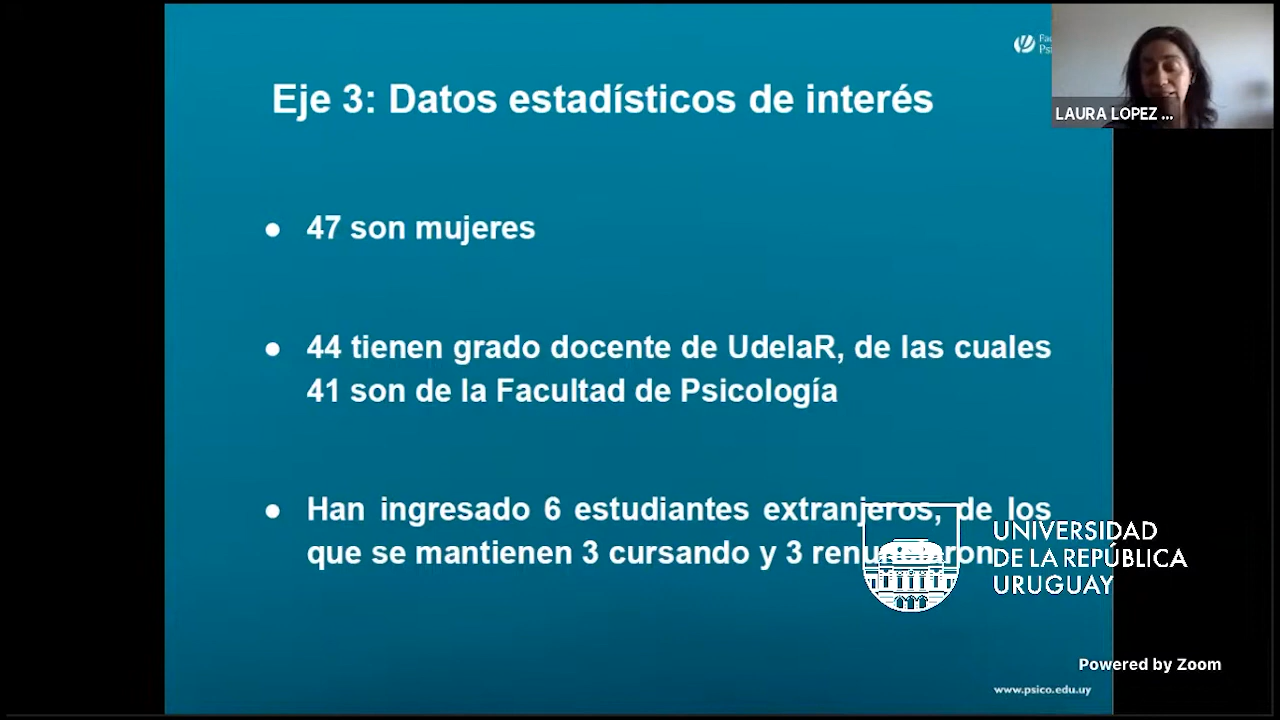 Eje 3: Datos estadísticos de interés
LAURA LOPEZ ...
● 47 son mujeres
● 44 tienen grado docente de UdelaR, de las cuales
41 son de la Facultad de Psicología
● Han ingresado 6 estudiantes extranjeros, de los
que se mantienen 3 cursando y 3 renunciaron
UNIVERSIDAD
DE LA REPÚBLICA
URUGUAY
Powered by Zoom
www.psico.edu.uy